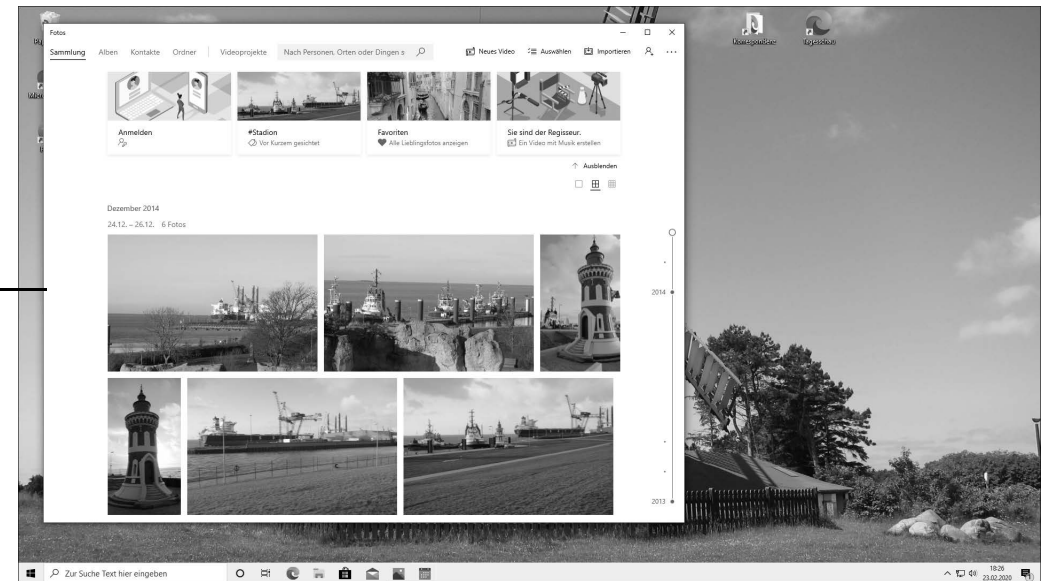 Fotos
Sammlung Alben Kontakte Ordner Videoprojekte Nach Personen, Orten oder Dingen s Neues Video Auswählen Importieren
Anmelden
#Stadion
Vor Kurzem gesichtet
Favoriten
Alle Lieblingsfotos anzeigen
Sie sind der Regisseur.
Ein Video mit Musik erstellen
Ausblenden
Dezember 2014
24.12. – 26.12. 6 Fotos
2014
2013
Korrespondenz
Tagesschau
Zur Suche Text hier eingeben
18:26
23.02.2020